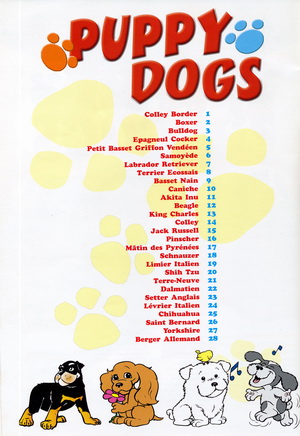 PUPPY
DOGS
Colley Border 1
Boxer 2
Bulldog 3
Epagneul Cocker 4
Petit Basset Griffon Vendéen 5
Samoyède 6
Labrador Retriever 7
Terrier Ecossais 8
Basset Nain 9
Caniche 10
Akita Inu 11
Beagle 12
King Charles 13
Colley 14
Jack Russell 15
Pinscher 16
Mâtin des Pyrénées 17
Schnauzer 18
Limier Italien 19
Shih Tzu 20
Terre-Neuve 21
Dalmatien 22
Setter Anglais 23
Lévrier Italien 24
Chihuahua 25
Saint Bernard 26
Yorkshire 27
Berger Allemand 28